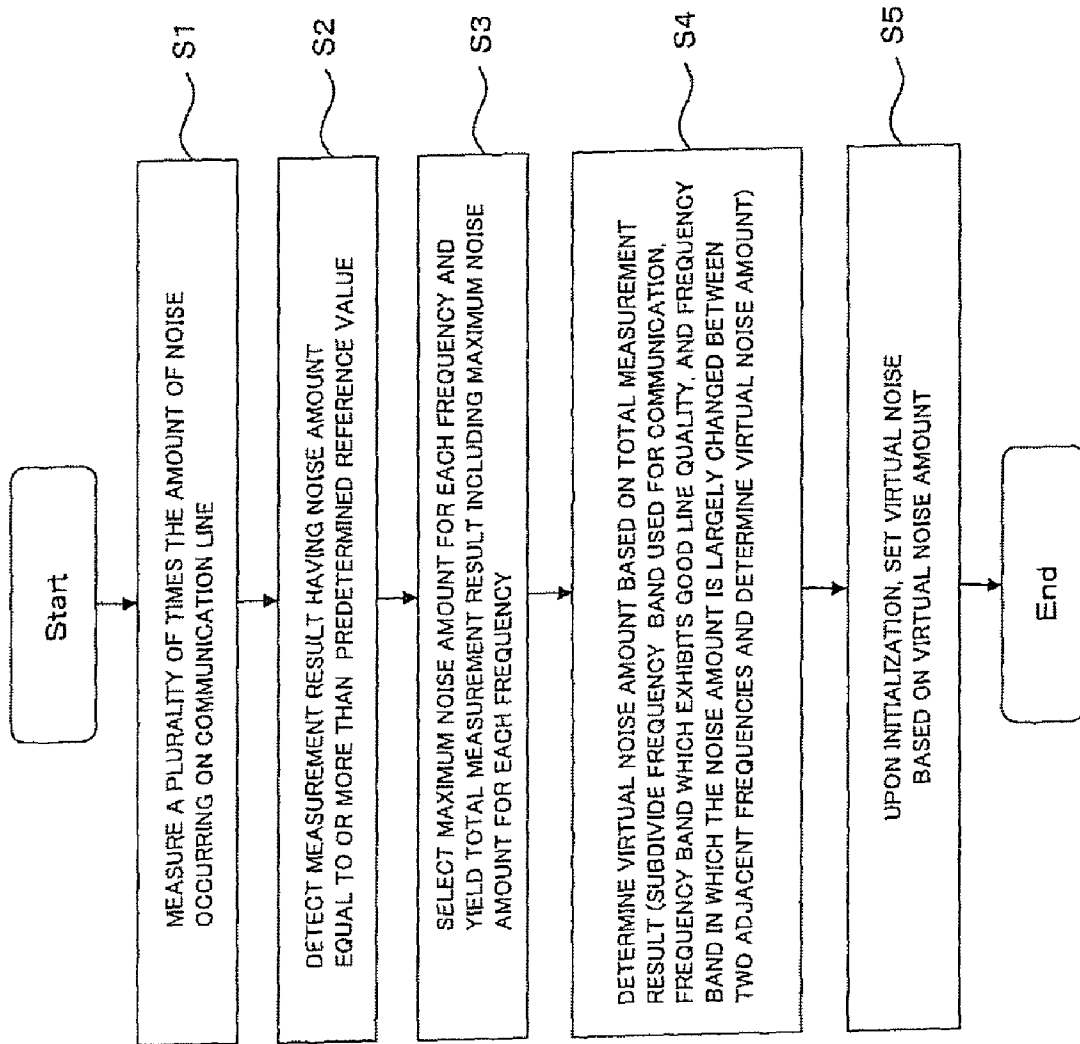 Start
MEASURE A PLURALITY OF TIMES THE AMOUNT OF NOISE
OCCURRING ON COMMUNICATION LINE
S1
DETECT MEASUREMENT RESULT HAVING NOISE AMOUNT
EQUAL TO OR MORE THAN PREDETERMINED REFERENCE VALUE
S2
SELECT MAXIMUM NOISE AMOUNT FOR EACH FREQUENCY AND
YIELD TOTAL MEASUREMENT RESULT INCLUDING MAXIMUM NOISE
AMOUNT FOR EACH FREQUENCY
S3
DETERMINE VIRTUAL NOISE AMOUNT BASED ON TOTAL MEASUREMENT
RESULT (SUBDIVIDE FREQUENCY BAND USED FOR COMMUNICATION,
FREQUENCY BAND WHICH EXHIBITS GOOD LINE QUALITY, AND FREQUENCY
BAND IN WHICH THE NOISE AMOUNT IS LARGELY CHANGED BETWEEN
TWO ADJACENT FREQUENCIES AND DETERMINE VIRTUAL NOISE AMOUNT)
S4
UPON INITIALIZATION, SET VIRTUAL NOISE
BASED ON VIRTUAL NOISE AMOUNT
S5
End